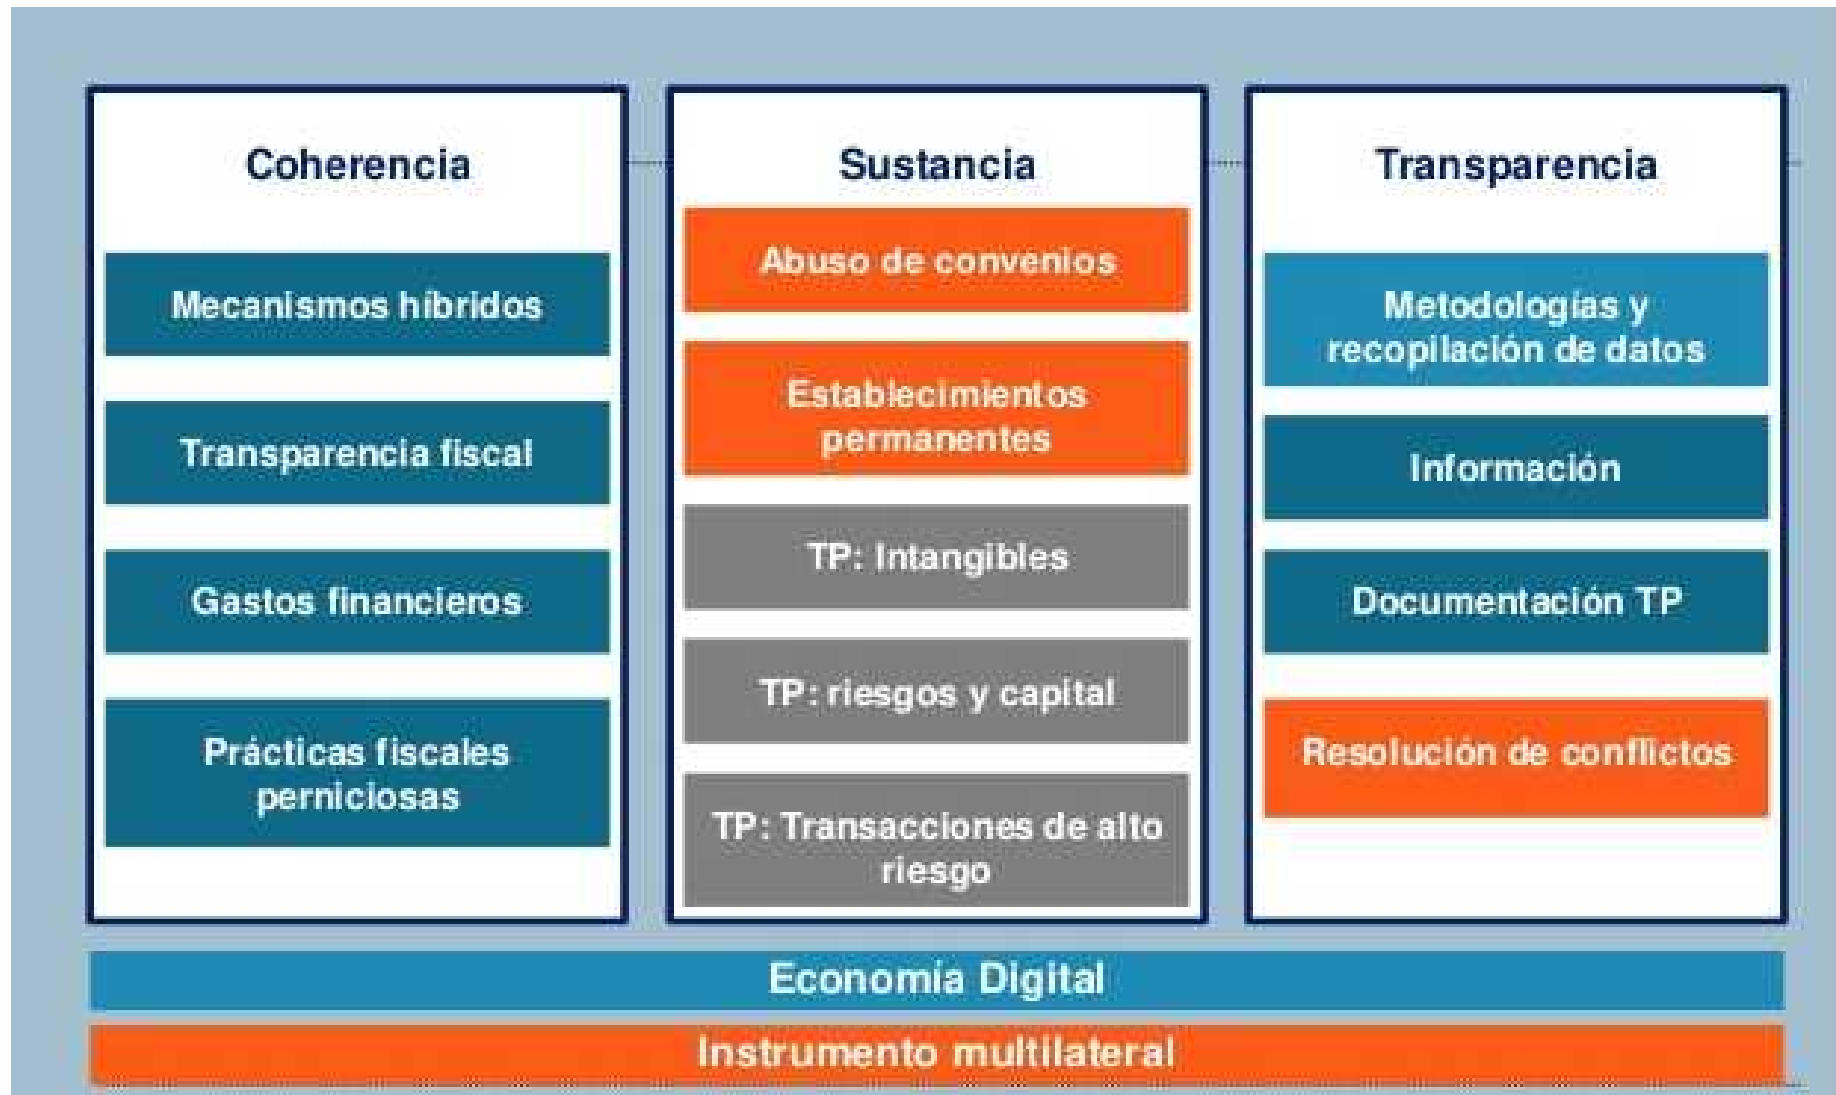 Coherencia
Mecanismos híbridos
Transparencia fiscal
Gastos financieros
Prácticas fiscales
perniciosas
Sustancia
Abuso de convenios
Establecimientos
permanentes
TP: Intangibles
TP: riesgos y capital
TP: Transacciones de alto
riesgo
Transparencia
Metodologías y
recopilación de datos
Información
Documentación TP
Resolución de conflictos
Economía Digital
Instrumento multilateral